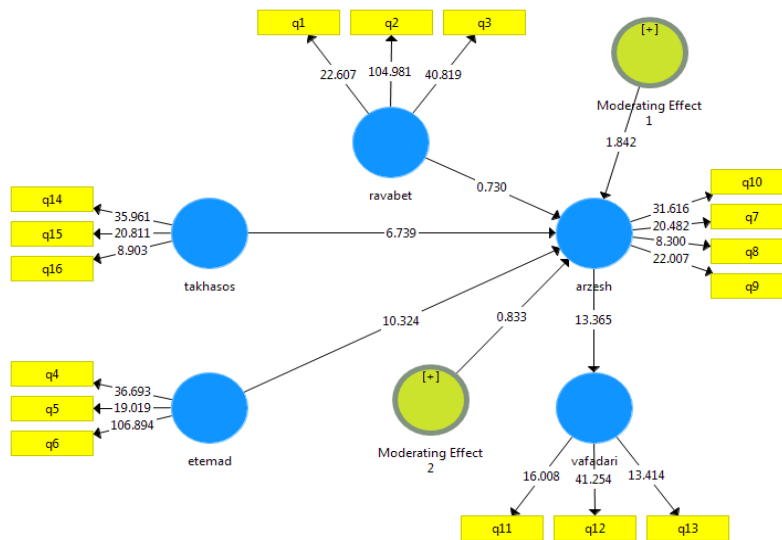 q1
q2
q3
[+]
22.607
104.981
40.819
Moderating Effect
1
1.842
ravabet
0.730
q10
q14
31.616
q7
35.961
20.482
q15
20.811
6.739
8.300
q8
8.903
22.007
q16
q9
takhasos
arzesh
10.324
0.833
13.365
[+]
q4
36.693
q5
19.019
106.894
q6
etemad
Moderating Effect
2
vafadari
16.008
41.254
13.414
q11
q12
q13